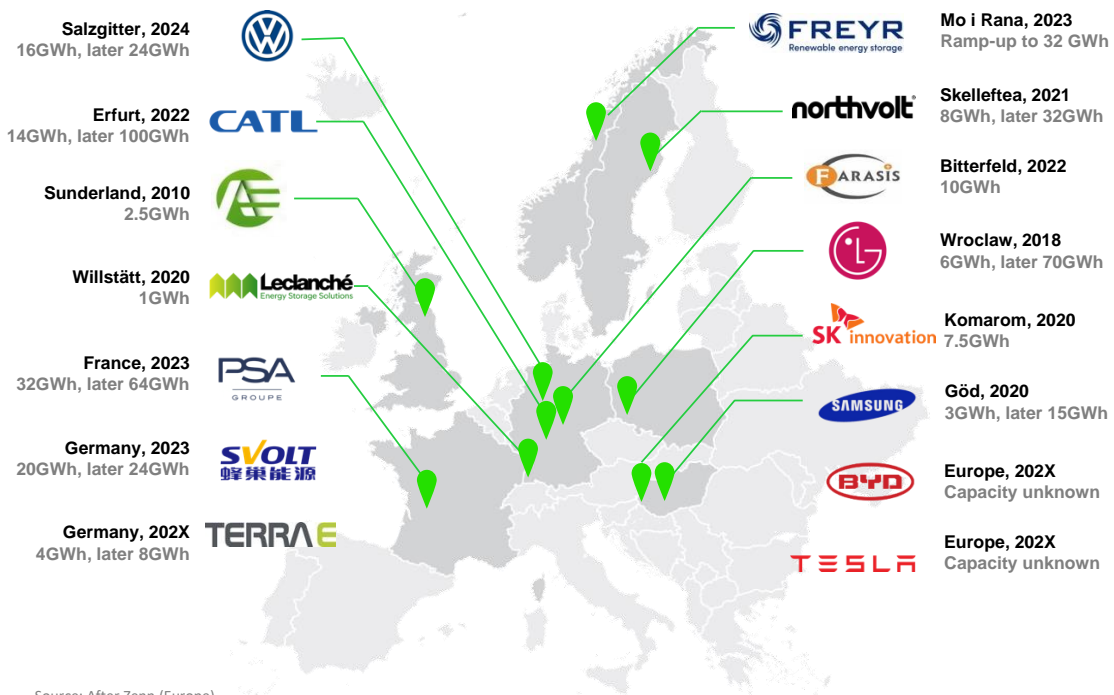 Salzgitter, 2024
16GWh, later 24GWh
Erfurt, 2022
14GWh, later 100GWh
CATL
Sunderland, 2010
2.5GWh
Willstätt, 2020
1GWh
Leclanché
Energy Storage Solutions
France, 2023
32GWh, later 64GWh
PSA
GROUPE
Germany, 2023
20GWh, later 24GWh
SVOLT
蜂巢能源
Germany, 202X
4GWh, later 8GWh
TERRA E
FREYR
Renewable energy storage
Mo i Rana, 2023
Ramp-up to 32 GWh
northvolt
Skelleftea, 2021
8GWh, later 32GWh
FARASIS
Bitterfeld, 2022
10GWh
LG
Wroclaw, 2018
6GWh, later 70GWh
SK innovation
Komarom, 2020
7.5GWh
SAMSUNG
Göd, 2020
3GWh, later 15GWh
BYD
Europe, 202X
Capacity unknown
TESLA
Europe, 202X
Capacity unknown